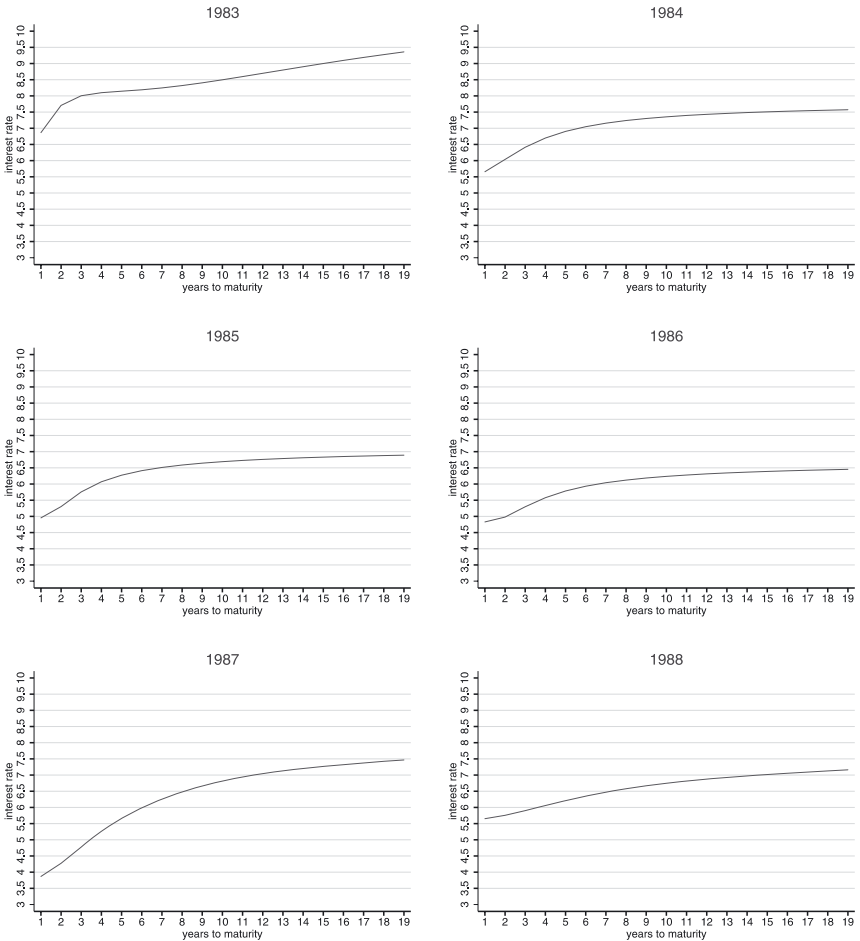 1983
interest rate
3 3.5 4 4.5 5 5.5 6 6.5 7 7.5 8 8.5 9 9.5 10
1 2 3 4 5 6 7 8 9 10 11 12 13 14 15 16 17 18 19
years to maturity
1984
interest rate
3 3.5 4 4.5 5 5.5 6 6.5 7 7.5 8 8.5 9 9.5 10
1 2 3 4 5 6 7 8 9 10 11 12 13 14 15 16 17 18 19
years to maturity
1985
interest rate
3 3.5 4 4.5 5 5.5 6 6.5 7 7.5 8 8.5 9 9.5 10
1 2 3 4 5 6 7 8 9 10 11 12 13 14 15 16 17 18 19
years to maturity
1986
interest rate
3 3.5 4 4.5 5 5.5 6 6.5 7 7.5 8 8.5 9 9.5 10
1 2 3 4 5 6 7 8 9 10 11 12 13 14 15 16 17 18 19
years to maturity
1987
interest rate
3 3.5 4 4.5 5 5.5 6 6.5 7 7.5 8 8.5 9 9.5 10
1 2 3 4 5 6 7 8 9 10 11 12 13 14 15 16 17 18 19
years to maturity
1988
interest rate
3 3.5 4 4.5 5 5.5 6 6.5 7 7.5 8 8.5 9 9.5 10
1 2 3 4 5 6 7 8 9 10 11 12 13 14 15 16 17 18 19
years to maturity